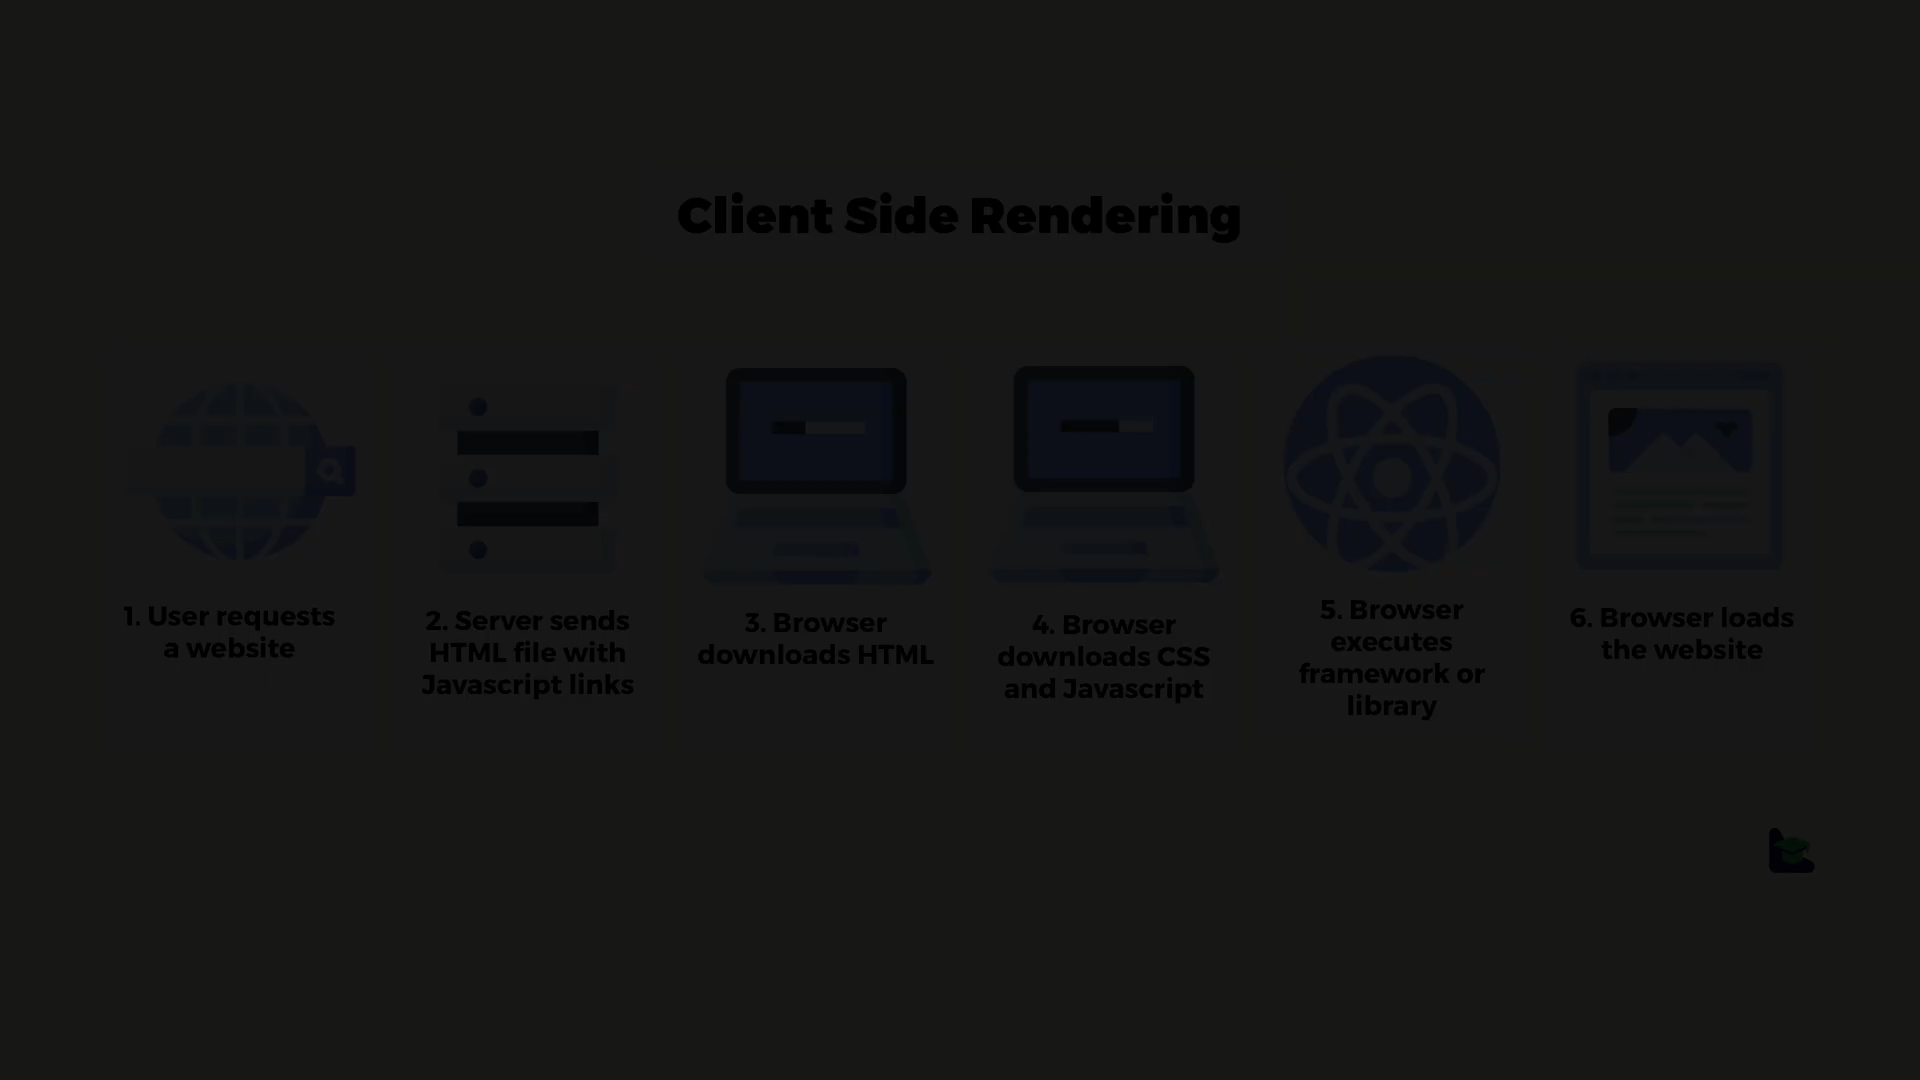 Client Side Rendering
1. User requests
a website
2. Server sends
HTML file with
Javascript links
3. Browser
downloads HTML
4. Browser
downloads CSS
and Javascript
5. Browser
executes
framework or
library
6. Browser loads
the website